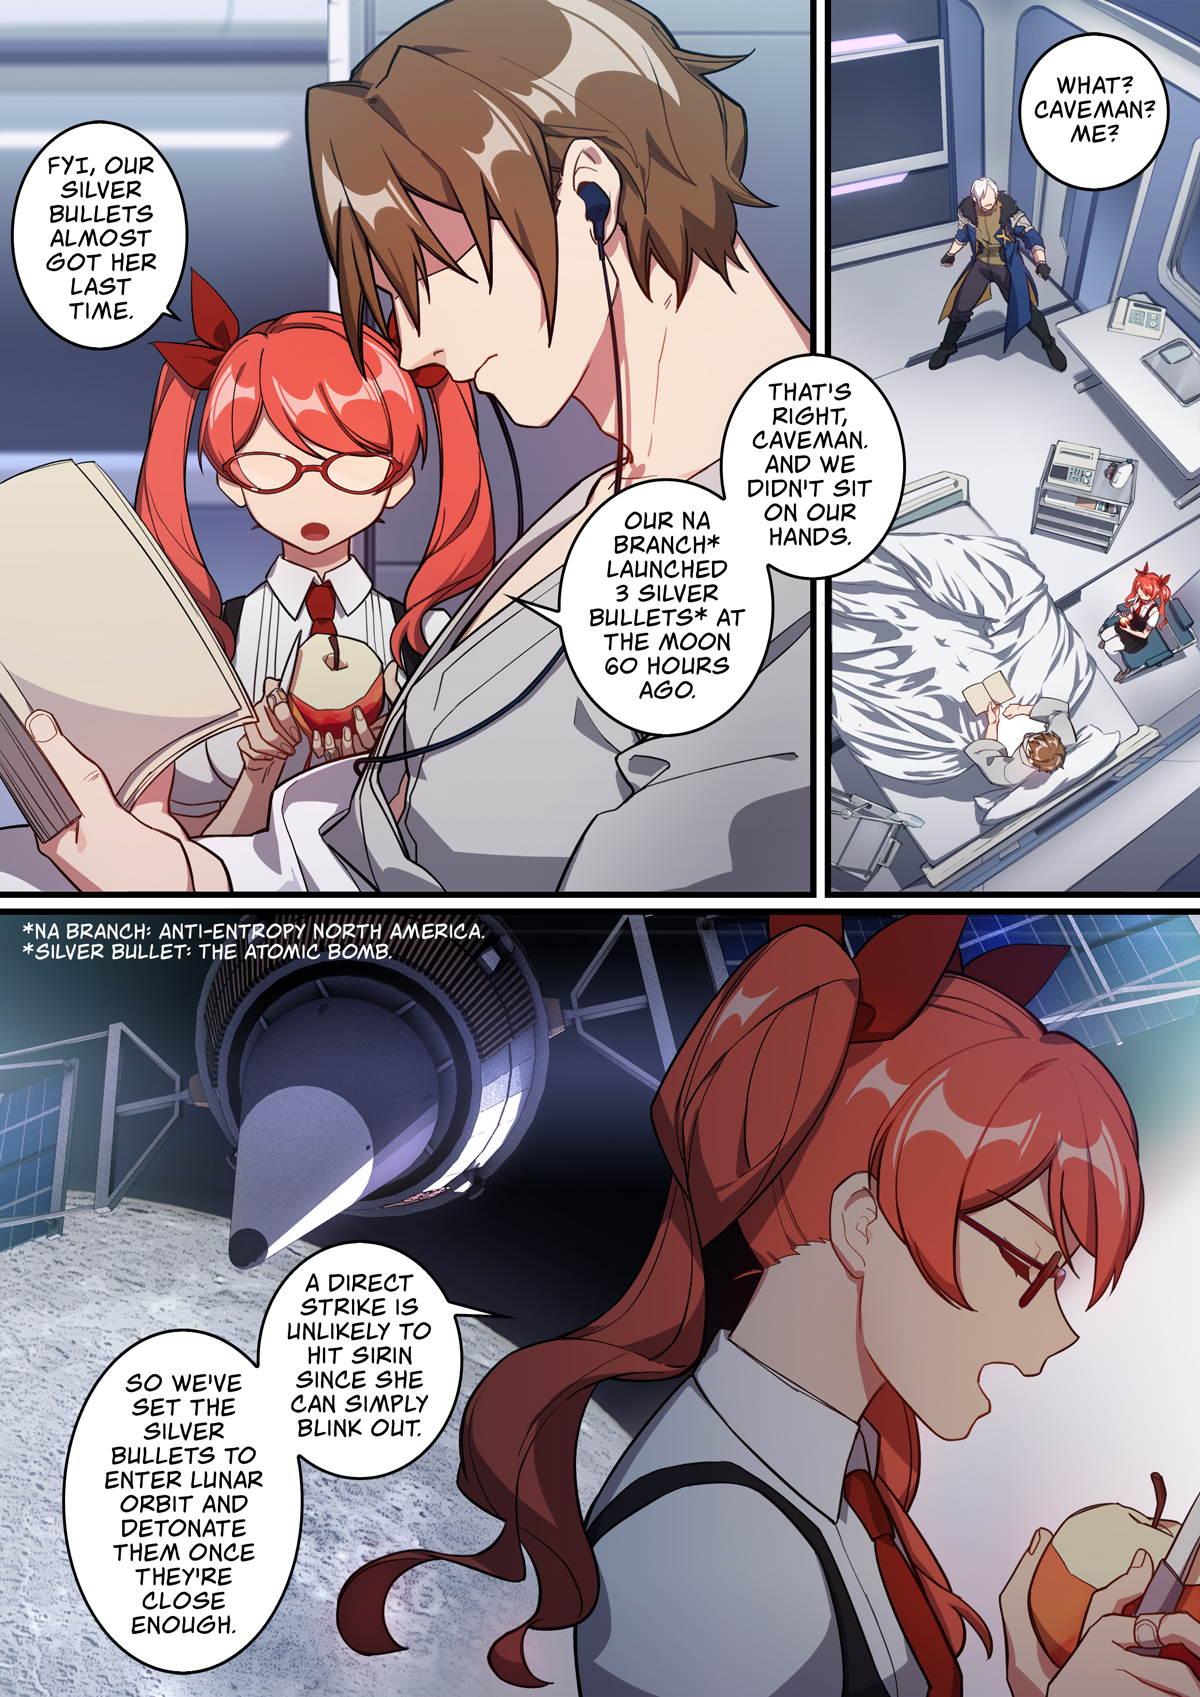 FYI, OUR
SILVER
BULLETS
ALMOST
GOT HER
LAST
TIME.
WHAT?
CAVEMAN?
ME?
THAT'S
RIGHT,
CAVEMAN.
AND WE
DIDN'T SIT
ON OUR
HANDS.
OUR NA
BRANCH*
LAUNCHED
3 SILVER
BULLETS* AT
THE MOON
60 HOURS
AGO.
*NA BRANCH: ANTI-ENTROPY NORTH AMERICA.
*SILVER BULLET: THE ATOMIC BOMB.
A DIRECT
STRIKE IS
UNLIKELY TO
HIT SIRIN
SINCE SHE
CAN SIMPLY
BLINK OUT.
SO WE'VE
SET THE
SILVER
BULLETS TO
ENTER LUNAR
ORBIT AND
DETONATE
THEM ONCE
THEY'RE
CLOSE
ENOUGH.